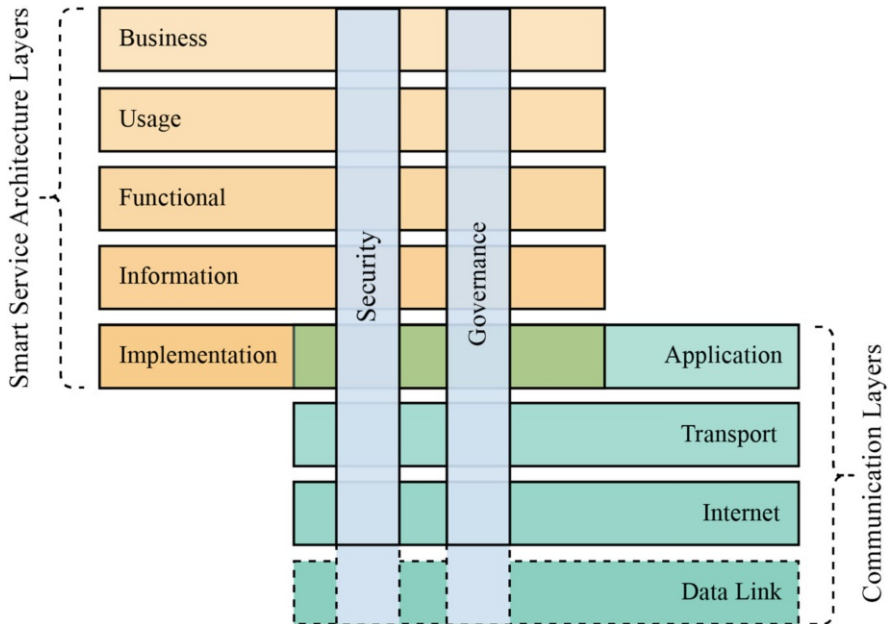 Smart Service Architecture Layers
Business
Usage
Functional
Information
Implementation
Security
Governance
Application
Transport
Internet
Data Link
Communication Layers